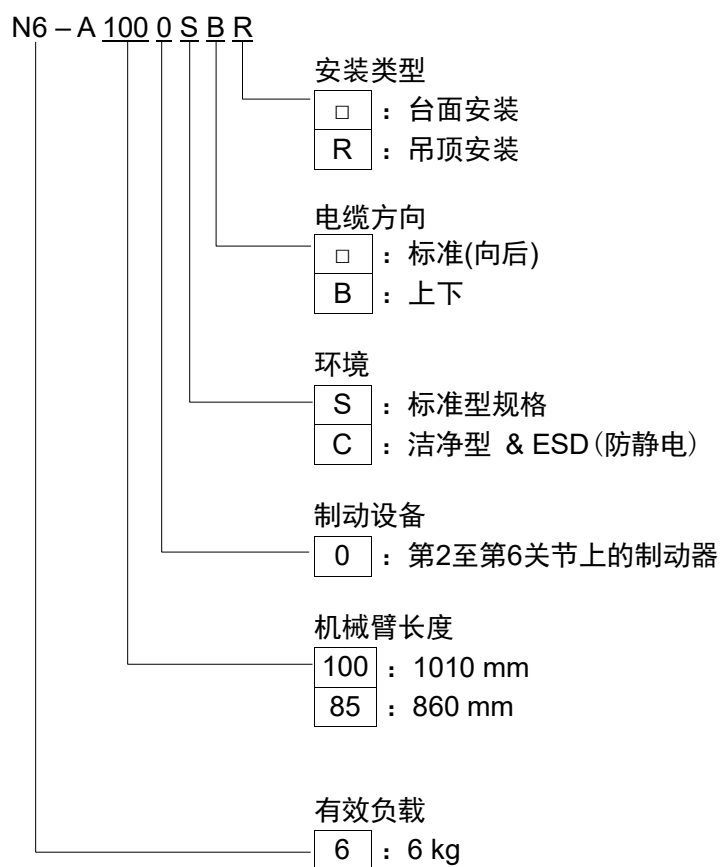 N6 – A 100 0 S B R
安装类型
□ : 台面安装
R : 吊顶安装
电缆方向
□ : 标准(向后)
B : 上下
环境
S : 标准型规格
C : 洁净型 & ESD(防静电)
制动设备
0 : 第2至第6关节上的制动器
机械臂长度
100 : 1010 mm
85 : 860 mm
有效负载
6 : 6 kg